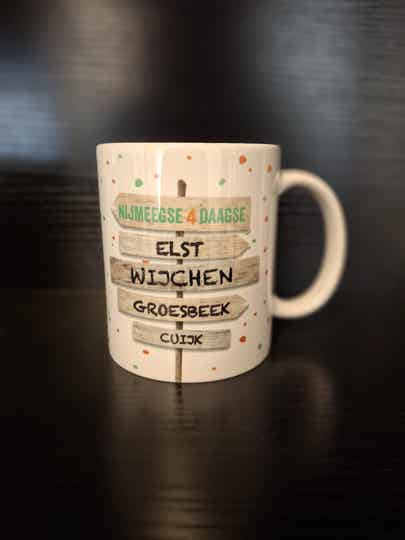 NIJMEEGSE 4 DAAGSE
ELST
WIJCHEN
GROESBEEK
CUIJK